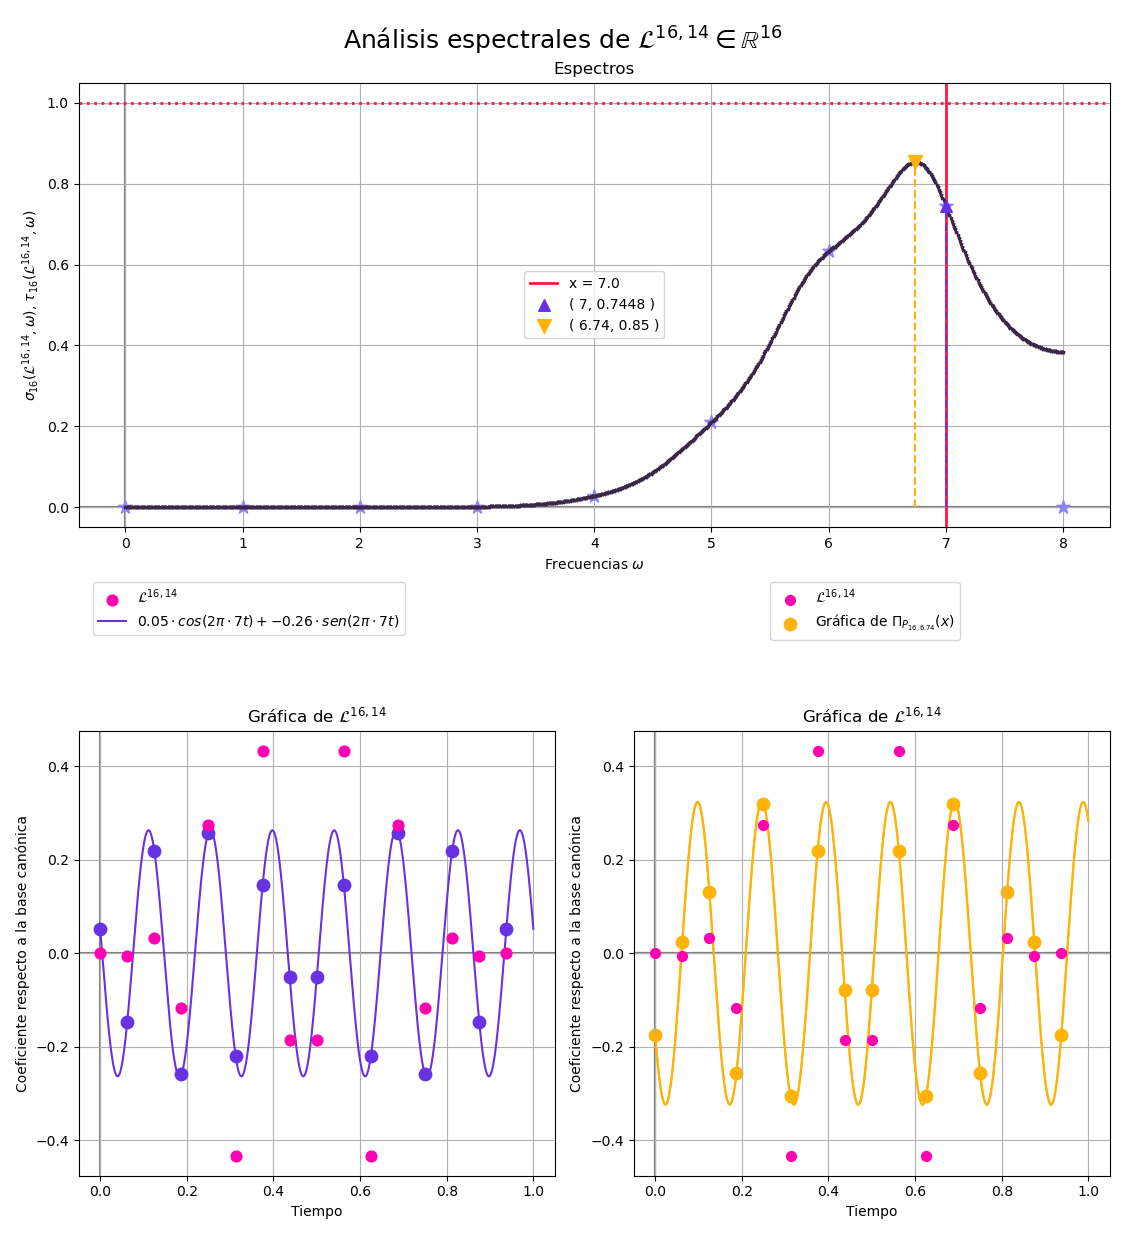 Análisis espectrales de $\mathcal{L}^{16,14} \in \mathbb{R}^{16}$
Espectros
1.0
0.8
0.6
0.4
0.2
0.0
$\sigma_{16}(\mathcal{L}^{16,14}, \omega)$, $\tau_{16}(\mathcal{L}^{16,14}, \omega)$
x = 7.0
( 7, 0.7448 )
( 6.74, 0.85 )
0 1 2 3 4 5 6 7 8
Frecuencias $\omega$
$\mathcal{L}^{16,14}$
$0.05 \cdot cos(2\pi \cdot 7t) + -0.26 \cdot sen(2\pi \cdot 7t)$
$\mathcal{L}^{16,14}$
Gráfica de $\Pi_{P_{16,6.74}}(x)$
Gráfica de $\mathcal{L}^{16,14}$
0.4
0.2
0.0
−0.2
−0.4
Coeficiente respecto a la base canónica
0.0 0.2 0.4 0.6 0.8 1.0
Tiempo
Gráfica de $\mathcal{L}^{16,14}$
0.4
0.2
0.0
−0.2
−0.4
Coeficiente respecto a la base canónica
0.0 0.2 0.4 0.6 0.8 1.0
Tiempo